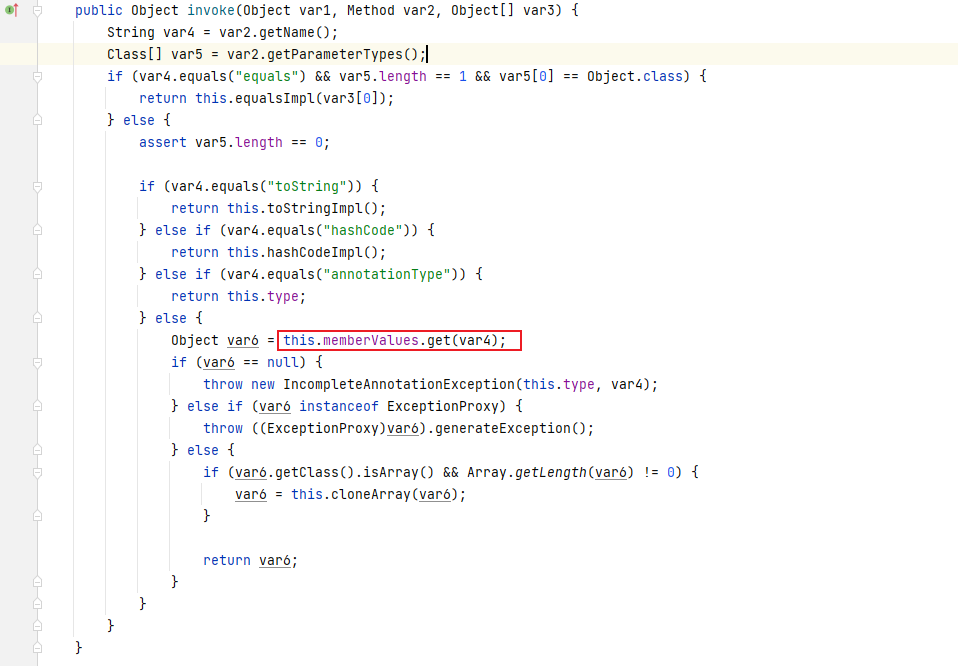 public Object invoke(Object var1, Method var2, Object[] var3) {
String var4 = var2.getName();
Class[] var5 = var2.getParameterTypes();
if (var4.equals("equals") && var5.length == 1 && var5[0] == Object.class) {
return this.equalsImpl(var3[0]);
} else {
assert var5.length == 0;
if (var4.equals("toString")) {
return this.toStringImpl();
} else if (var4.equals("hashCode")) {
return this.hashCodeImpl();
} else if (var4.equals("annotationType")) {
return this.type;
} else {
Object var6 = this.memberValues.get(var4);
if (var6 == null) {
throw new IncompleteAnnotationException(this.type, var4);
} else if (var6 instanceof ExceptionProxy) {
throw ((ExceptionProxy)var6).generateException();
} else {
if (var6.getClass().isArray() && Array.getLength(var6) != 0) {
var6 = this.cloneArray(var6);
}
return var6;
}
}
}
}